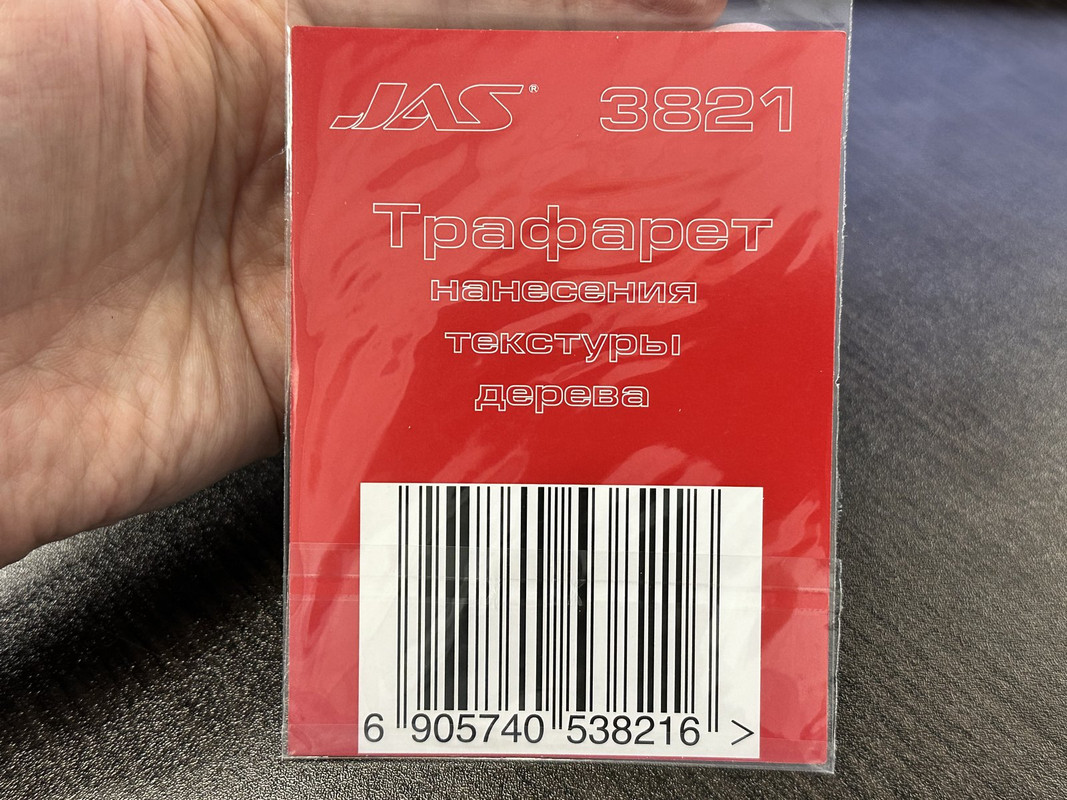 JAS® 3821
Трафарет
нанесения
текстуры
дерева
6 905740 538216 >